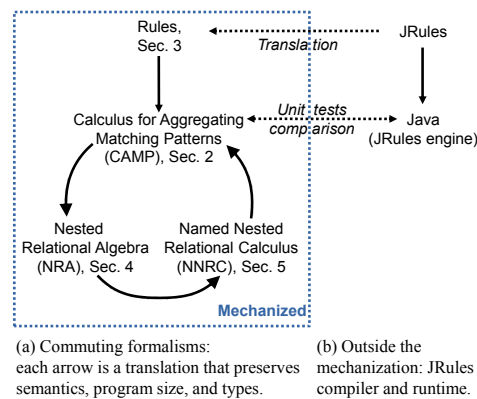 Rules,
Sec. 3
Translation
JRules
Calculus for Aggregating
Matching Patterns
(CAMP), Sec. 2
Unit tests
comparison
Java
(JRules engine)
Nested
Relational Algebra
(NRA), Sec. 4
Named Nested
Relational Calculus
(NNRC), Sec. 5
Mechanized
(a) Commuting formalisms:
each arrow is a translation that preserves
semantics, program size, and types.
(b) Outside the
mechanization: JRules
compiler and runtime.